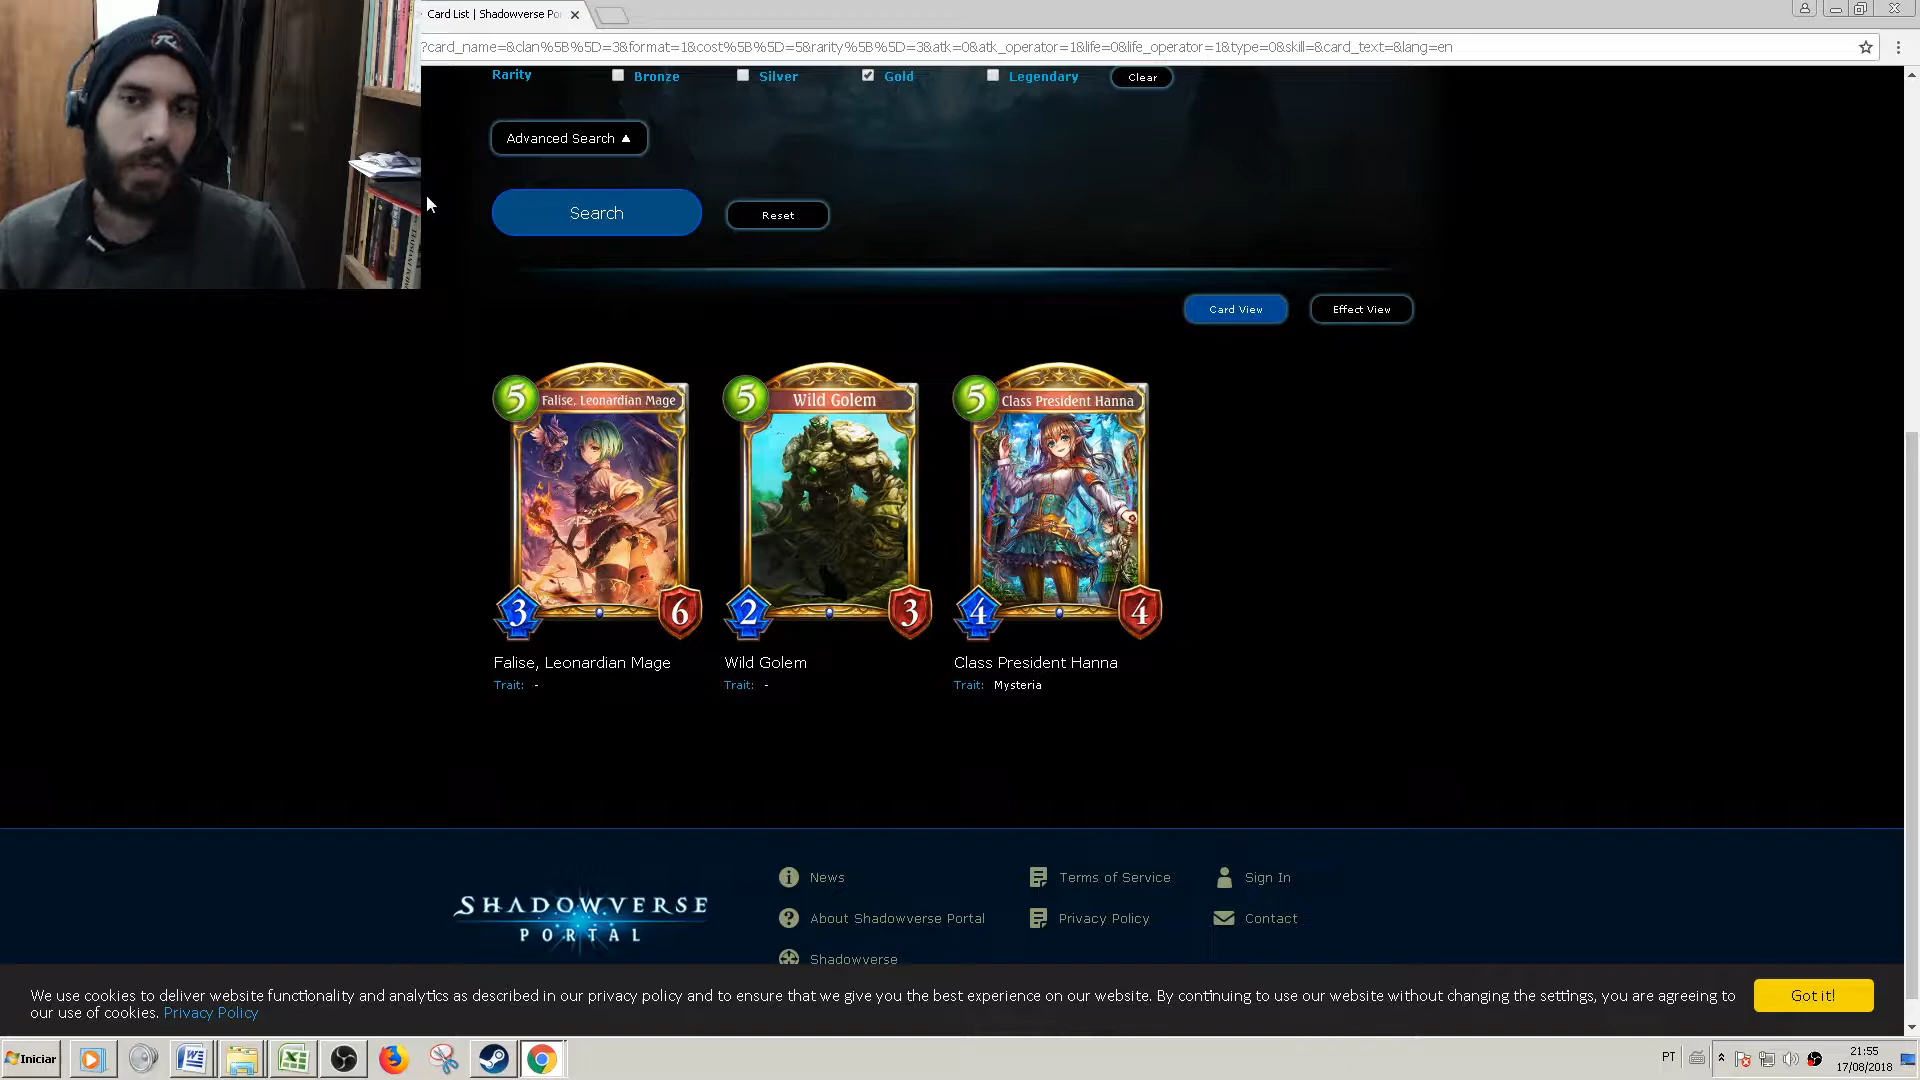 Card List | Shadowverse Po
?card_name=&clan%5B%5D=3&format=1&cost%5B%5D=5&rarity%5B%5D=3&atk=0&atk_operator=1&life=0&life_operator=1&type=0&skill=&card_text=&lang=en
Rarity Bronze Silver Gold Legendary Clear
Advanced Search ▲
Search Reset
Card View Effect View
5 Falise, Leonardian Mage 5 Wild Golem 5 Class President Hanna
3 6 2 3 4 4
Falise, Leonardian Mage Wild Golem Class President Hanna
Trait: - Trait: - Trait: Mysteria
SHADOWVERSE
PORTAL
News Terms of Service Sign In
About Shadowverse Portal Privacy Policy Contact
Shadowverse
We use cookies to deliver website functionality and analytics as described in our privacy policy and to ensure that we give you the best experience on our website. By continuing to use our website without changing the settings, you are agreeing to
our use of cookies. Privacy Policy
Got it!
Iniciar PT 21:55
17/08/2018